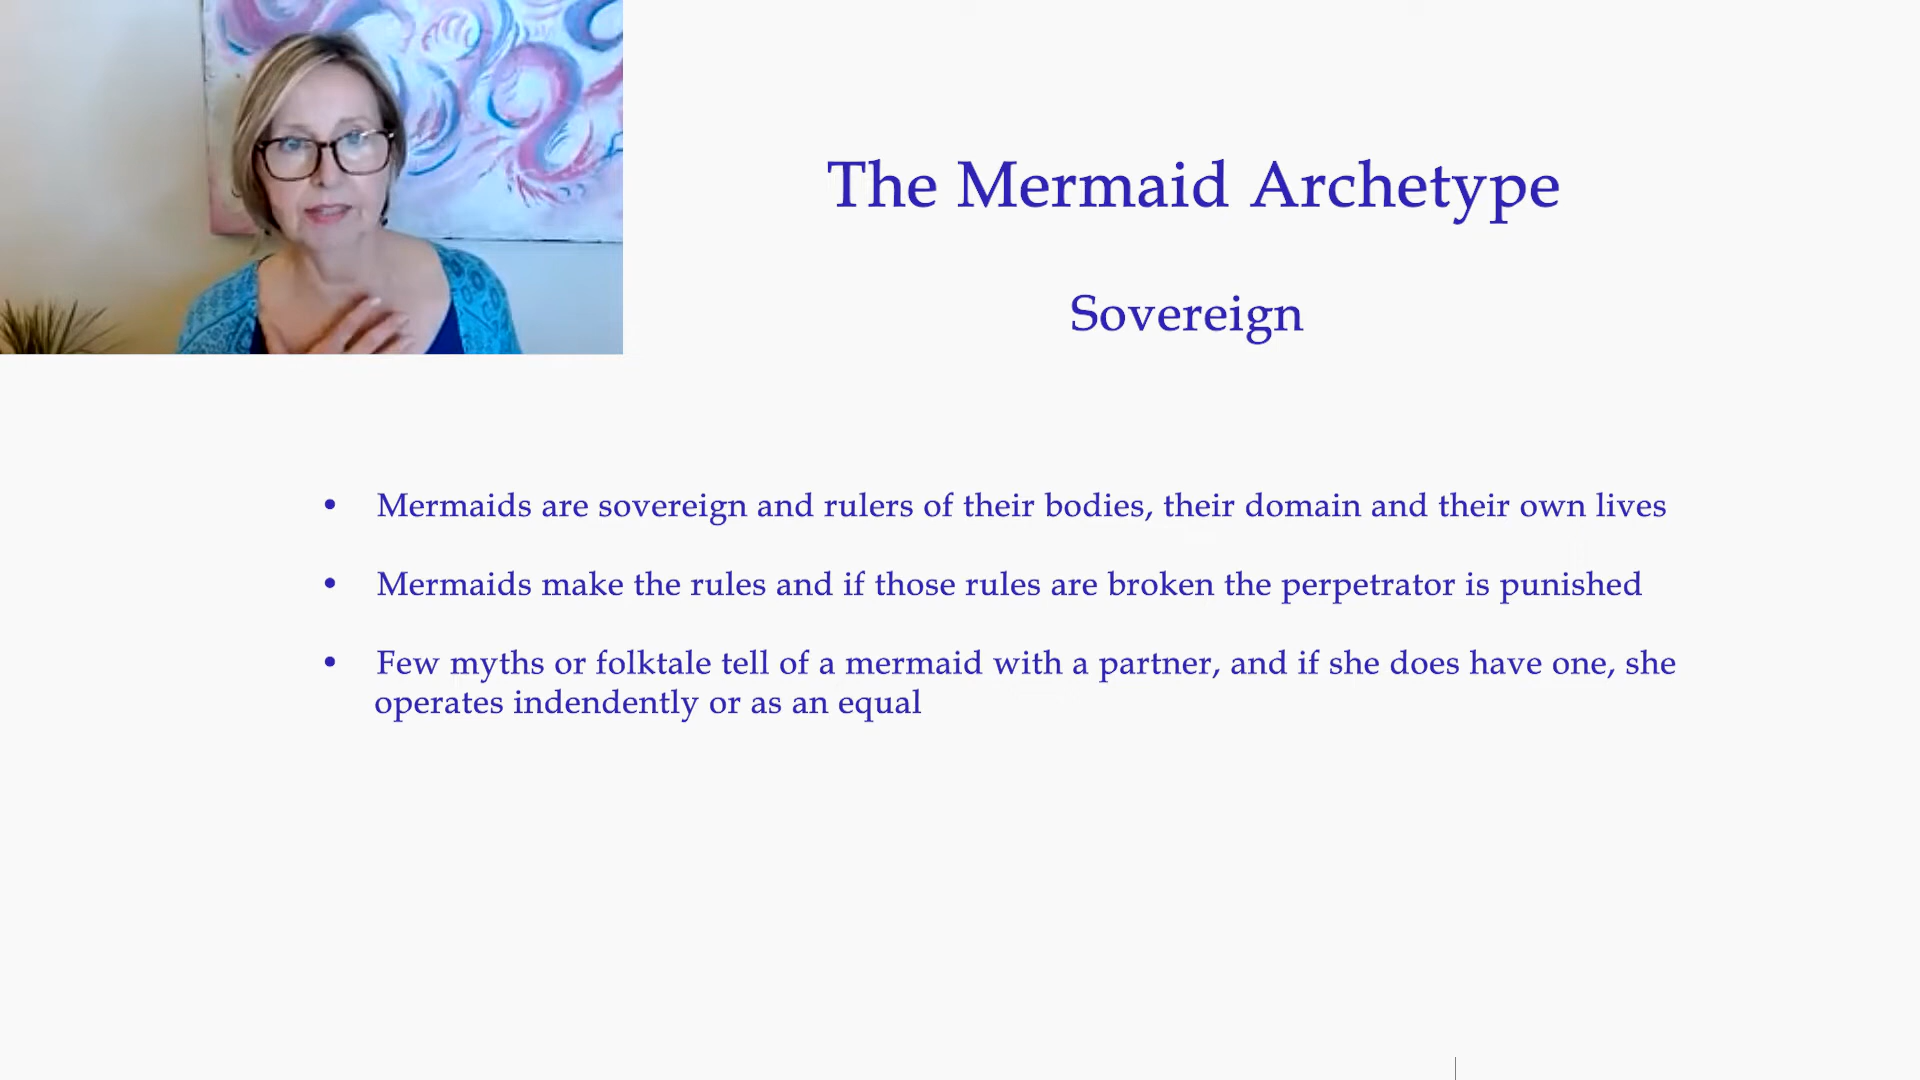 The Mermaid Archetype
Sovereign
• Mermaids are sovereign and rulers of their bodies, their domain and their own lives
• Mermaids make the rules and if those rules are broken the perpetrator is punished
• Few myths or folktale tell of a mermaid with a partner, and if she does have one, she
operates indendently or as an equal